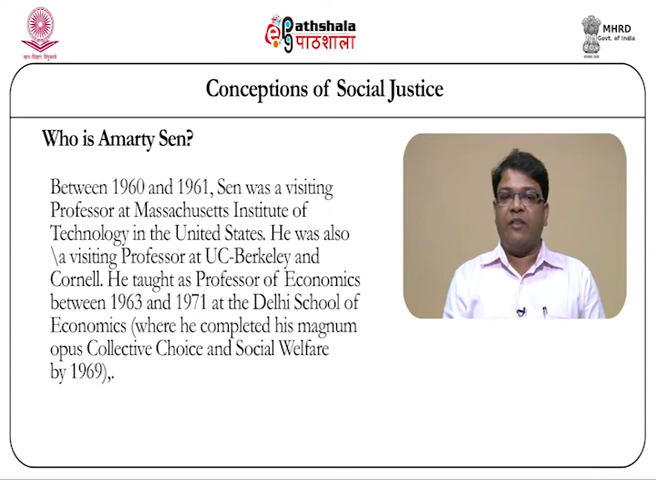 Pathshala
पाठशाला
MHRD
Govt. of India
Conceptions of Social Justice
Who is Amarty Sen?
Between 1960 and 1961, Sen was a visiting
Professor at Massachusetts Institute of
Technology in the United States. He was also
\a visiting Professor at UC-Berkeley and
Cornell. He taught as Professor of Economics
between 1963 and 1971 at the Delhi School of
Economics (where he completed his magnum
opus Collective Choice and Social Welfare
by 1969),.